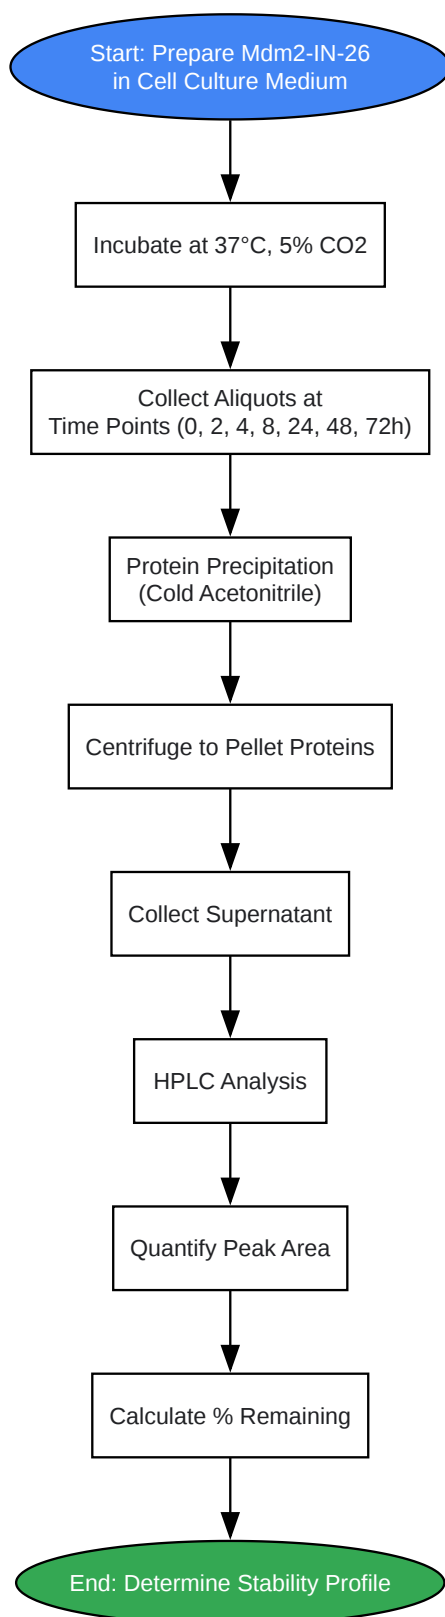 Start: Prepare Mdm2-IN-26
in Cell Culture Medium
Incubate at 37°C, 5% CO2
Collect Aliquots at
Time Points (0, 2, 4, 8, 24, 48, 72h)
Protein Precipitation
(Cold Acetonitrile)
Centrifuge to Pellet Proteins
Collect Supernatant
HPLC Analysis
Quantify Peak Area
Calculate % Remaining
End: Determine Stability Profile